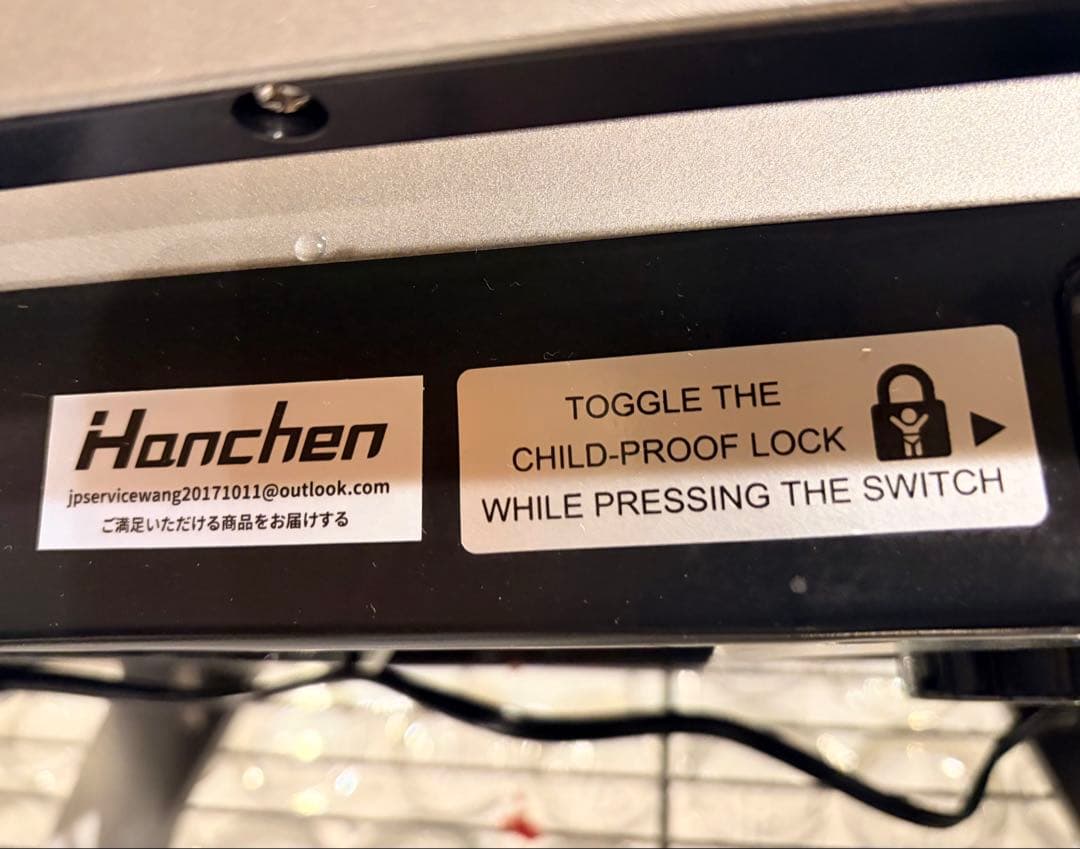 Hanchen
jpservicewang20171011@outlook.com
ご満足いただける商品をお届けする
TOGGLE THE
CHILD-PROOF LOCK
WHILE PRESSING THE SWITCH